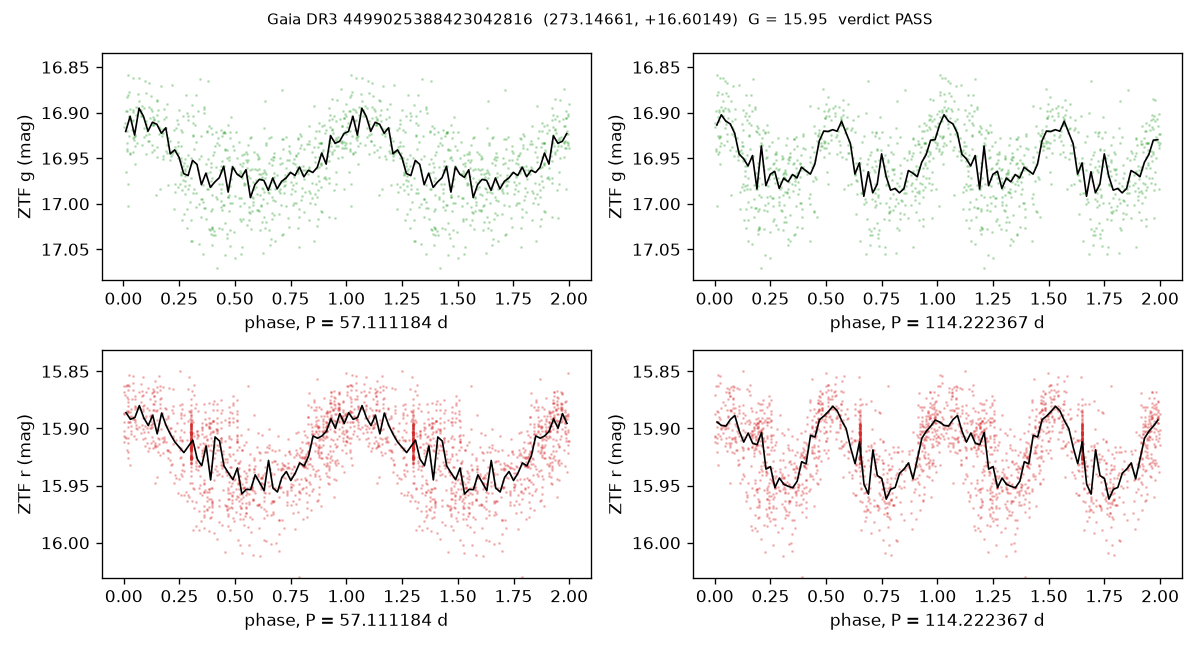 Gaia DR3 4499025388423042816 (273.14661, +16.60149) G = 15.95 verdict PASS
ZTF g (mag)
16.85
16.90
16.95
17.00
17.05
0.00 0.25 0.50 0.75 1.00 1.25 1.50 1.75 2.00
phase, P = 57.111184 d
ZTF g (mag)
16.85
16.90
16.95
17.00
17.05
0.00 0.25 0.50 0.75 1.00 1.25 1.50 1.75 2.00
phase, P = 114.222367 d
ZTF r (mag)
15.85
15.90
15.95
16.00
0.00 0.25 0.50 0.75 1.00 1.25 1.50 1.75 2.00
phase, P = 57.111184 d
ZTF r (mag)
15.85
15.90
15.95
16.00
0.00 0.25 0.50 0.75 1.00 1.25 1.50 1.75 2.00
phase, P = 114.222367 d